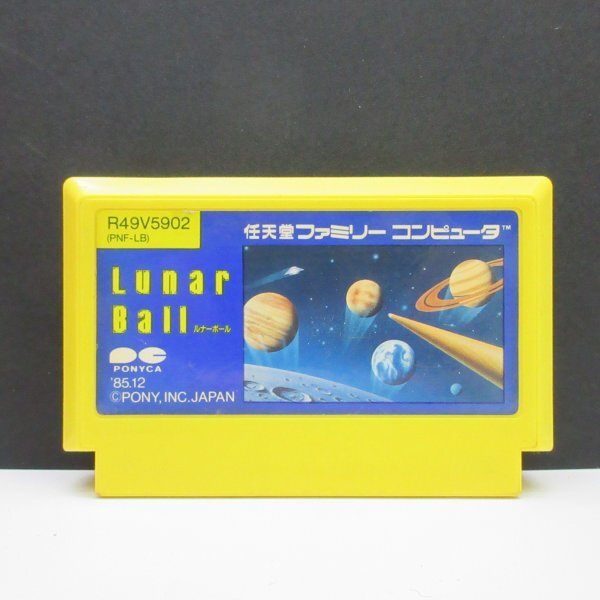 R49V5902
(PNF-LB)
任天堂 ファミリー コンピュータ™
Lunar
Ball ルナーボール
PONYCA
'85.12
©PONY, INC. JAPAN